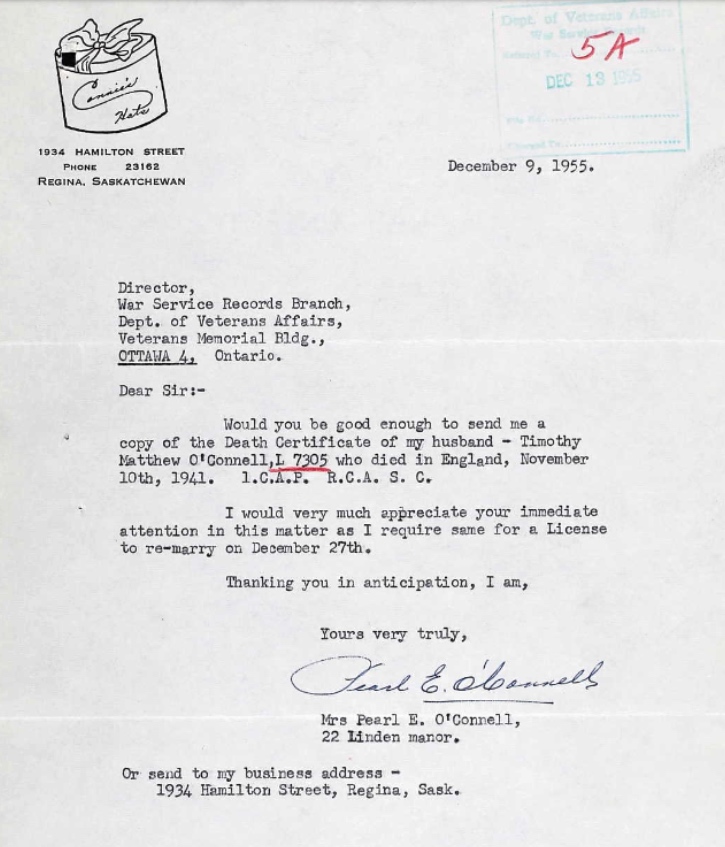 Connie's
Hats
1934 HAMILTON STREET
PHONE 23162
REGINA, SASKATCHEWAN
Dept. of Veterans Affairs
War Service Records
5A
DEC 13 1955
December 9, 1955.
Director,
War Service Records Branch,
Dept. of Veterans Affairs,
Veterans Memorial Bldg.,
OTTAWA 4, Ontario.
Dear Sir:-
Would you be good enough to send me a
copy of the Death Certificate of my husband - Timothy
Matthew O'Connell,L 7305 who died in England, November
10th, 1941. 1.C.A.P. R.C.A. S. C.
I would very much appreciate your immediate
attention in this matter as I require same for a License
to re-marry on December 27th.
Thanking you in anticipation, I am,
Yours very truly,
Pearl E. O'Connell
Mrs Pearl E. O'Connell,
22 Linden manor.
Or send to my business address -
1934 Hamilton Street, Regina, Sask.